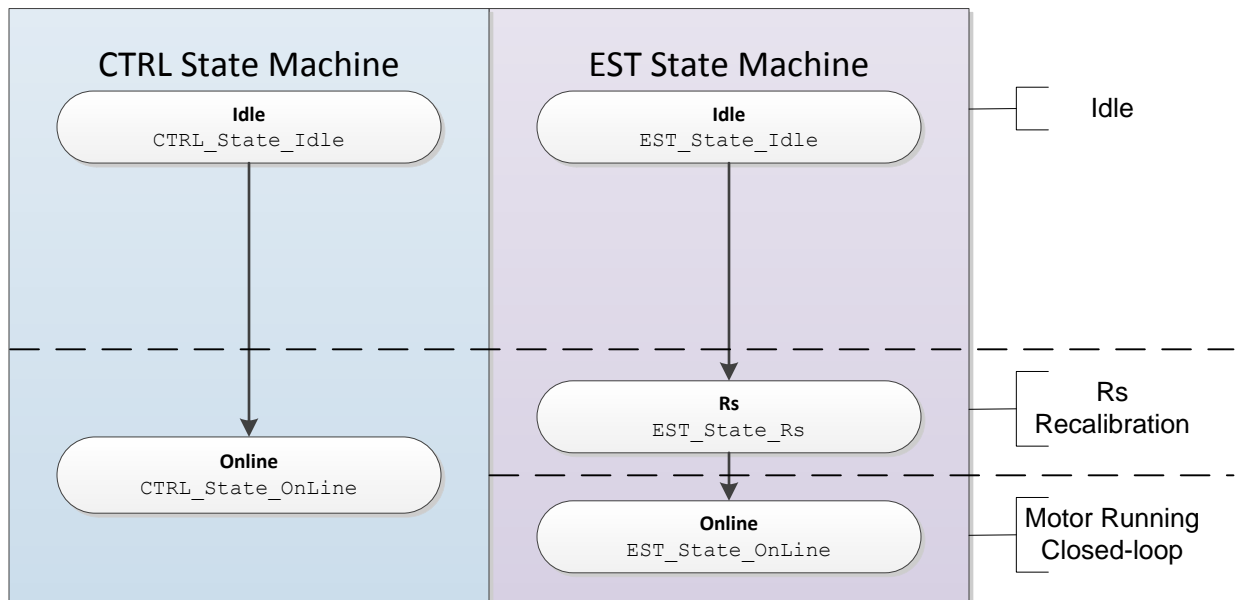 CTRL State Machine
Idle
CTRL_State_Idle
Online
CTRL_State_OnLine
EST State Machine
Idle
EST_State_Idle
Rs
EST_State_Rs
Online
EST_State_OnLine
Idle
Rs
Recalibration
Motor Running
Closed-loop